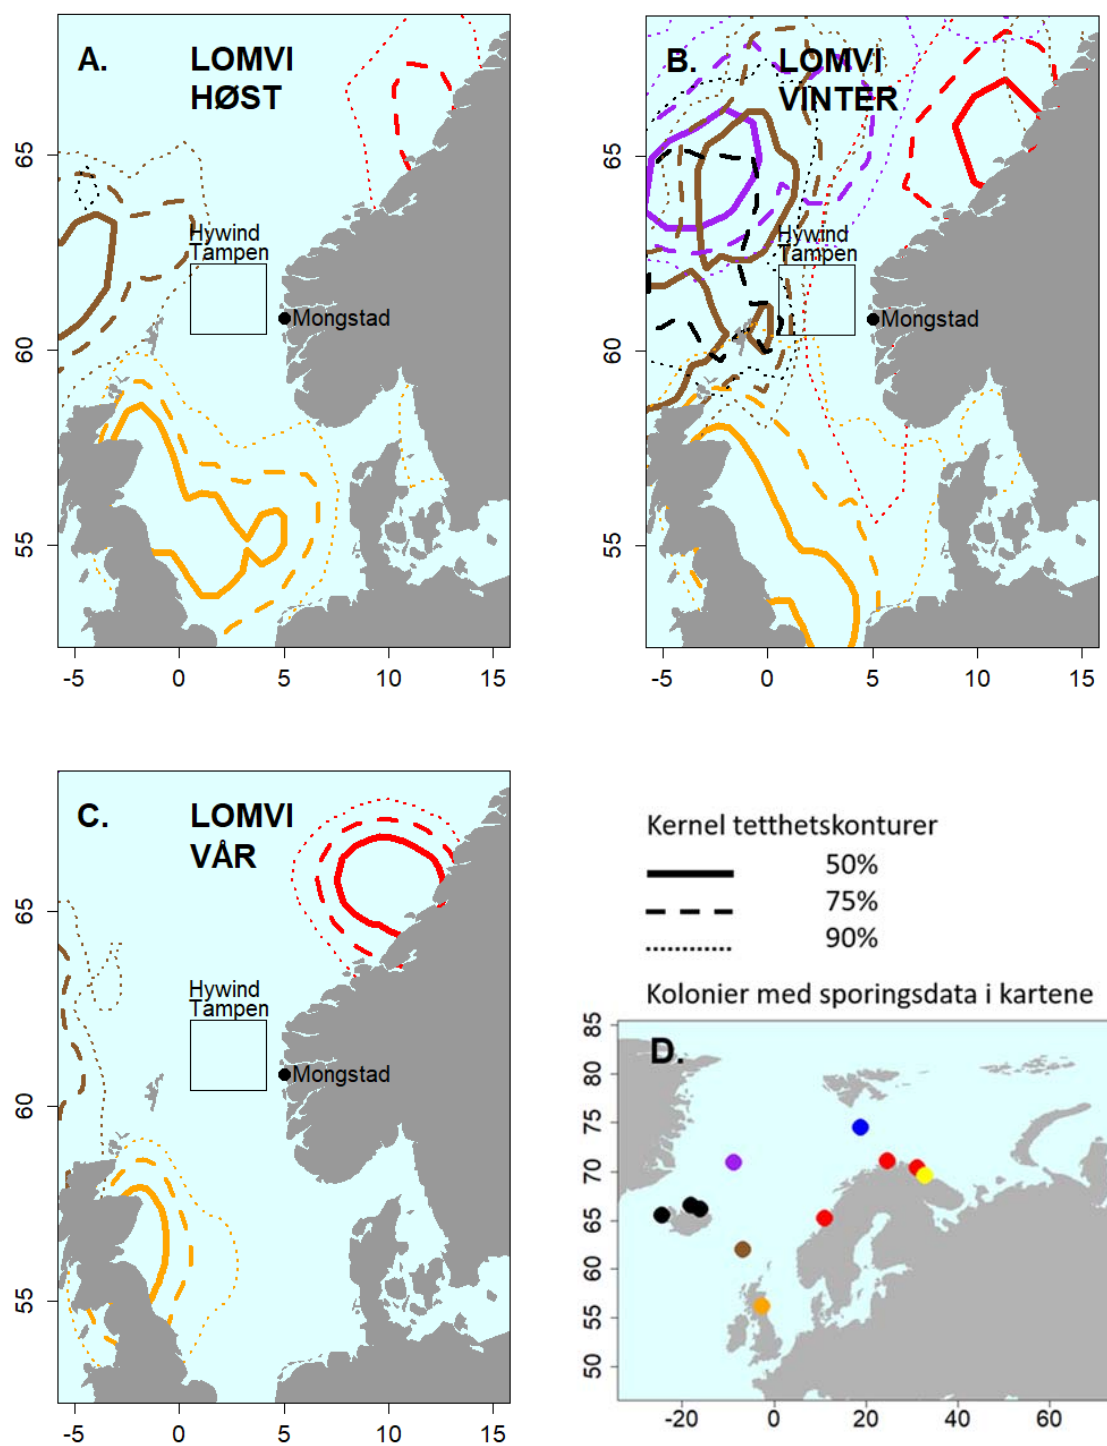 A. LOMVI
HØST
65
60
55
Hywind
Tampen
Mongstad
-5 0 5 10 15
B. LOMVI
VINTER
65
60
55
Hywind
Tampen
Mongstad
-5 0 5 10 15
C. LOMVI
VÅR
65
60
55
Hywind
Tampen
Mongstad
-5 0 5 10 15
Kernel tetthetskonturer
50%
75%
90%
Kolonier med sporingsdata i kartene
D.
85
80
75
70
65
60
55
50
-20 0 20 40 60